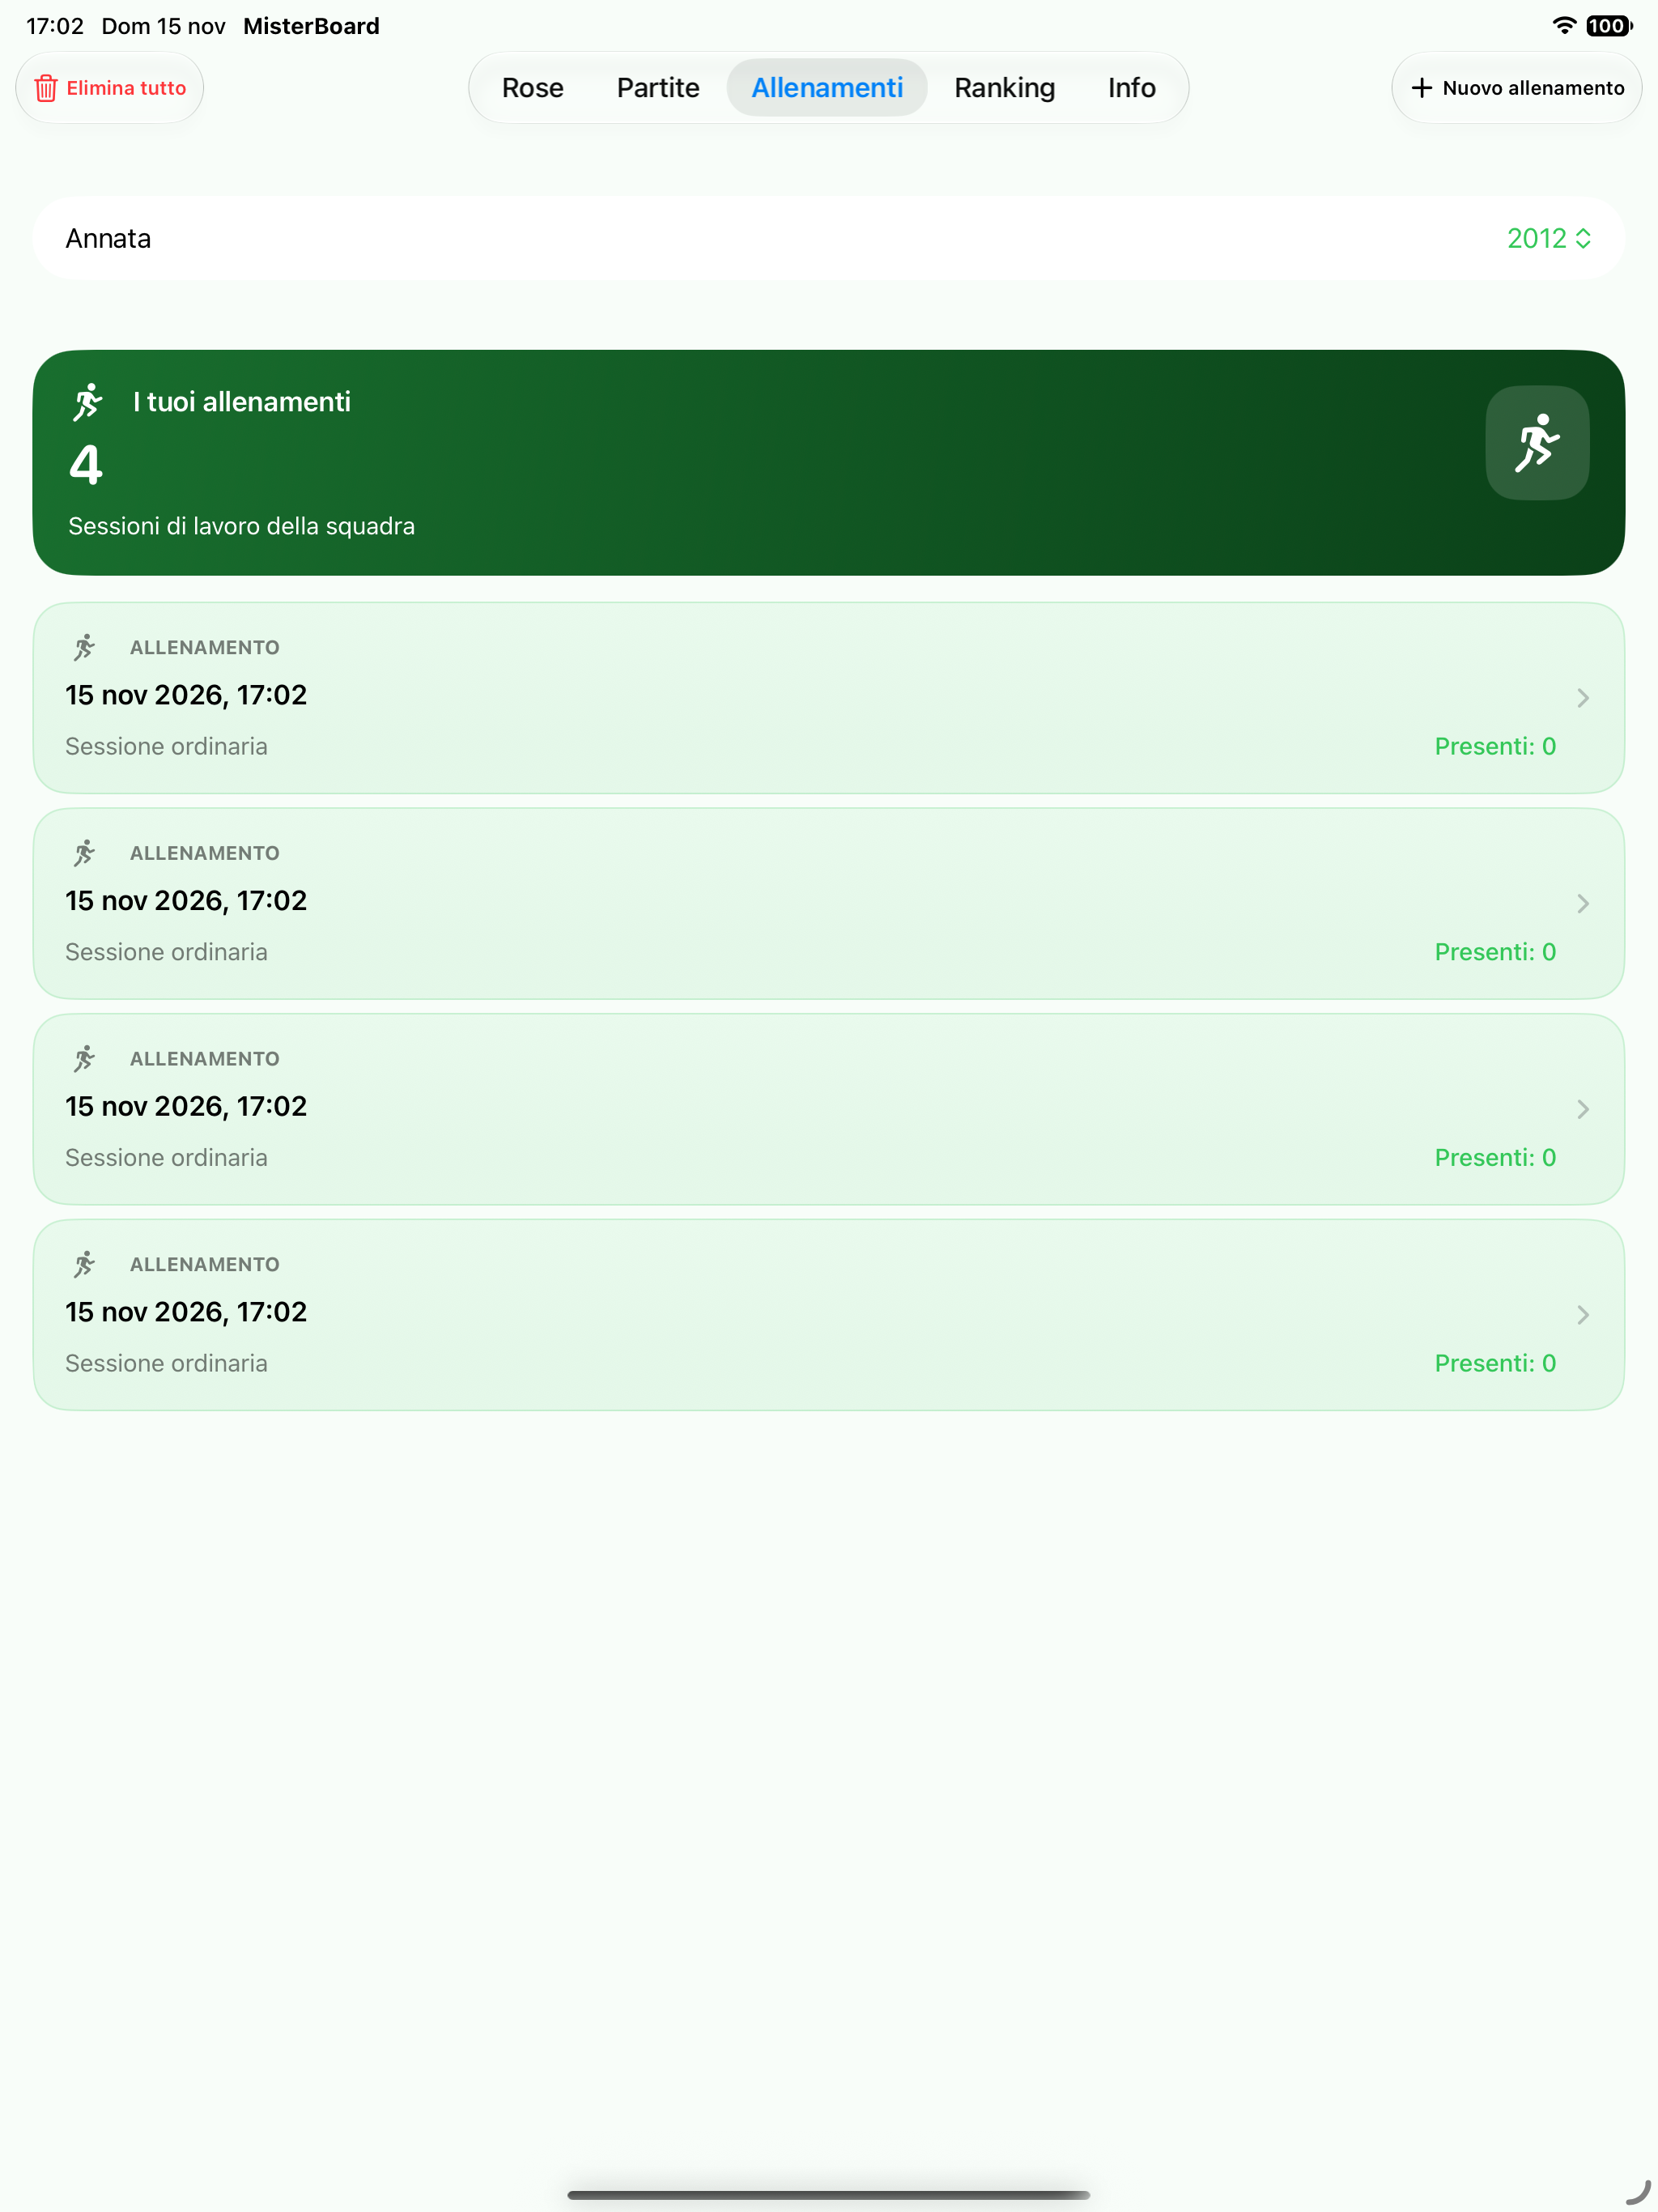 17:02 Dom 15 nov MisterBoard 100
Elimina tutto Rose Partite Allenamenti Ranking Info + Nuovo allenamento
Annata 2012
I tuoi allenamenti
4
Sessioni di lavoro della squadra
ALLENAMENTO
15 nov 2026, 17:02
Sessione ordinaria Presenti: 0
ALLENAMENTO
15 nov 2026, 17:02
Sessione ordinaria Presenti: 0
ALLENAMENTO
15 nov 2026, 17:02
Sessione ordinaria Presenti: 0
ALLENAMENTO
15 nov 2026, 17:02
Sessione ordinaria Presenti: 0